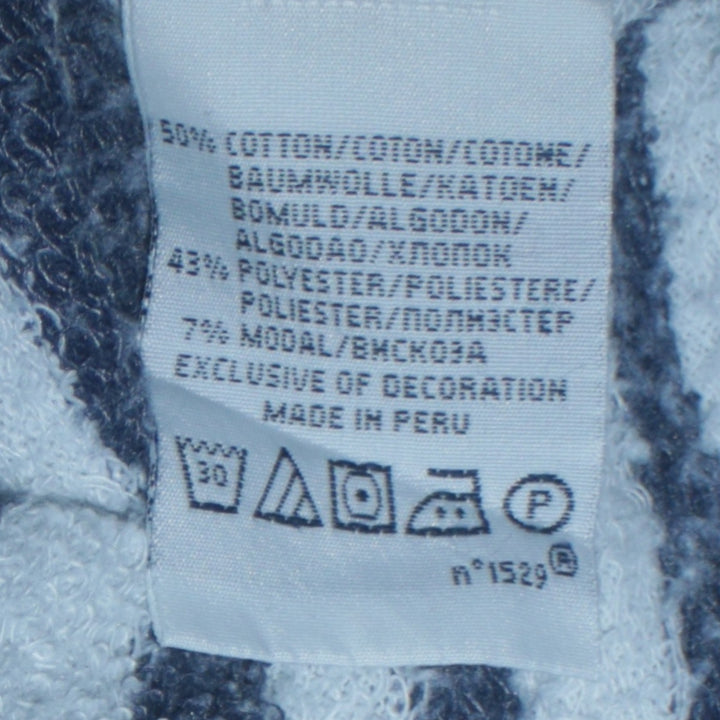 50% COTTON/COTON/COTONE/
BAUMWOLLE/KATOEN/
BOMULD/ALGODON/
ALGODAO/ХЛОПОК
43% POLYESTER/POLIESTERE/
POLIESTER/ПОЛИЭСТЕР
7% MODAL/ВИСКОЗА
EXCLUSIVE OF DECORATION
MADE IN PERU
30 P
n°1529